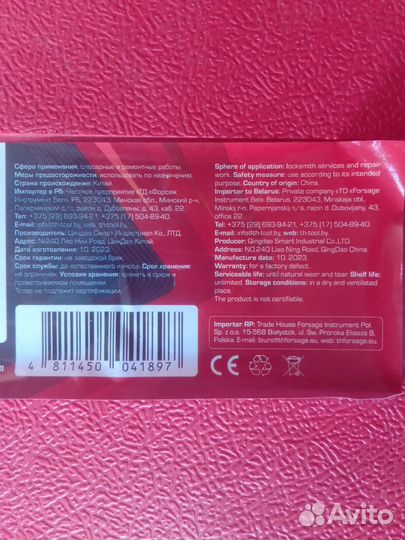 Сфера применения: слесарные и ремонтные работы.
Меры предосторожности: использовать по назначению.
Страна происхождения: Китай.
Импортер в РБ: Частное предприятие «ТД «Форсаж
Инструмент Бел», РБ, 223043, Минская обл., Минский р-н,
Папернянский с/с, район д. Дубовляны, д. 43, каб. 22.
Тел: +375 (29) 693-94-21, +375 (17) 504-89-40.
E-mail: info@th-tool.by, web: th-tool.by.
Производитель: ЦинДао Смарт Индастриал Ко., ЛТД.
Адрес: №240 Лао Нин Роад, ЦинДао Китай.
Дата изготовления: 10. 2023.
Срок гарантии: на заводской брак.
Срок службы: до естественного износа. Срок хранения:
не ограничен. Условия хранения: хранить в сухом
проветриваемом помещении.
Товар не подлежит сертификации.
Sphere of application: locksmith services and repair
work. Safety measure: use according to its intended
purpose. Country of origin: China.
Importer to Belarus: Private company «TD «Forsage
Instrument Bel», Belarus, 223043, Minskaja obl.,
Minskij r-n, Papernjanskij s/s, rajon d. Dubovljany, 43,
office 22.
Tel.: +375 (29) 693-94-21, +375 (17) 504-89-40.
E-mail: info@th-tool.by, web: th-tool.by.
Producer: Qingdao Smart Industrial CO.,LTD.
Address: NO.240 Liao Ning Road, QingDao China.
Manufacture date: 10. 2023.
Warranty: for a factory defect.
Serviceable life: until natural wear and tear. Shelf life:
unlimited. Storage conditions: in a dry and ventilated
area.
The product is not certifiable.
Importer RP: Trade House Forsage Instrument Pol.
Sp. z o.o. 15-568 Białystok, ul. Św. Proroka Eliasza 8,
Polska. E-mail: biuro@thforsage.eu, thforsage.eu
4 811450 041897
CE
EAC
Avito